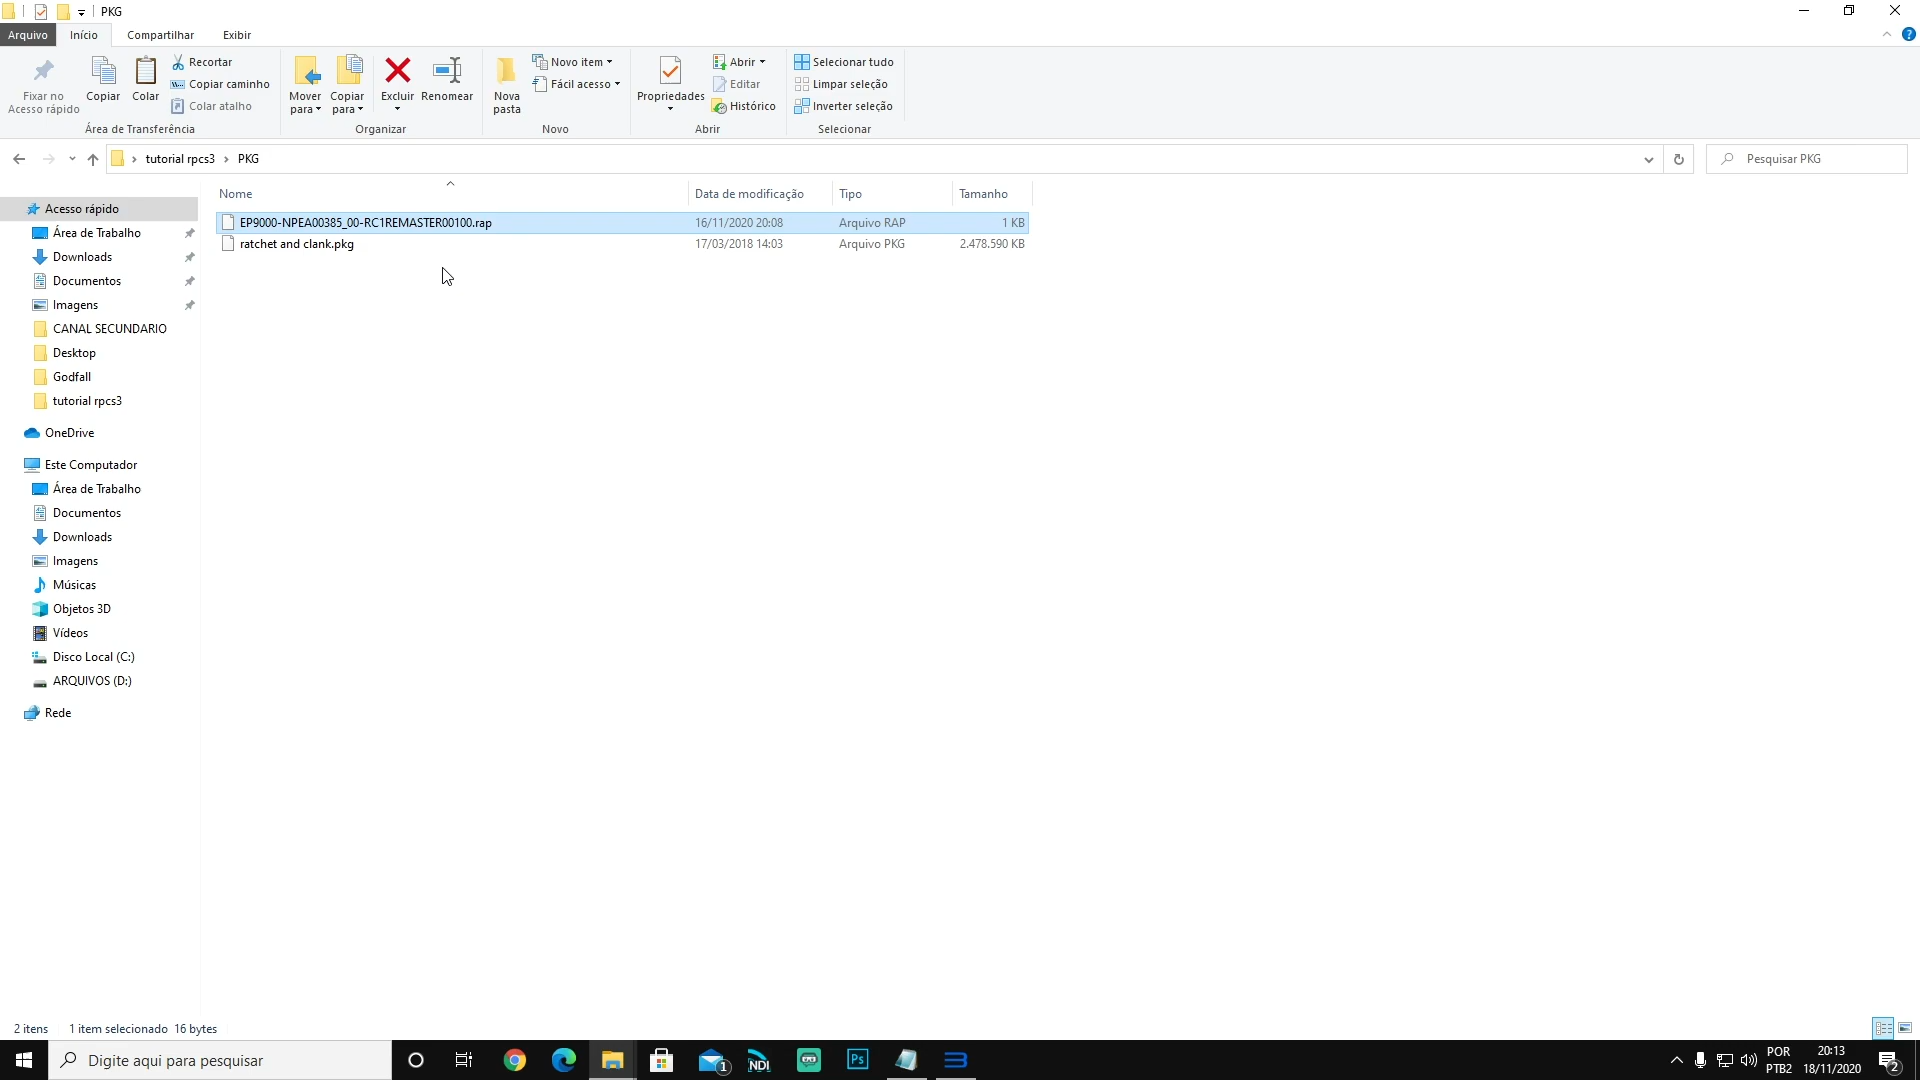 PKG
Arquivo
Início
Compartilhar
Exibir
Fixar no
Acesso rápido
Copiar
Colar
Recortar
Copiar caminho
Colar atalho
Área de Transferência
Mover
para
Copiar
para
Excluir
Renomear
Organizar
Nova
pasta
Novo item
Fácil acesso
Novo
Propriedades
Abrir
Editar
Histórico
Abrir
Selecionar tudo
Limpar seleção
Inverter seleção
Selecionar
tutorial rpcs3 > PKG
Pesquisar PKG
Nome
Data de modificação
Tipo
Tamanho
EP9000-NPEA00385_00-RC1REMASTER00100.rap 16/11/2020 20:08 Arquivo RAP 1 KB
ratchet and clank.pkg 17/03/2018 14:03 Arquivo PKG 2.478.590 KB
Acesso rápido
Área de Trabalho
Downloads
Documentos
Imagens
CANAL SECUNDARIO
Desktop
Godfall
tutorial rpcs3
OneDrive
Este Computador
Área de Trabalho
Documentos
Downloads
Imagens
Músicas
Objetos 3D
Vídeos
Disco Local (C:)
ARQUIVOS (D:)
Rede
2 itens 1 item selecionado 16 bytes
Digite aqui para pesquisar
1
NDI
Ps
POR
PTB2
20:13
18/11/2020
2